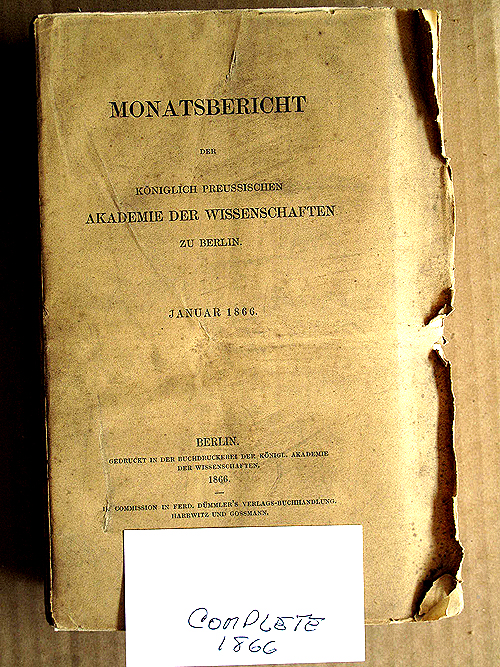 MONATSBERICHT
DER
KÖNIGLICH PREUSSISCHEN
AKADEMIE DER WISSENSCHAFTEN
ZU BERLIN.
JANUAR 1866.
BERLIN.
GEDRUCKT IN DER BUCHDRUCKEREI DER KÖNIGL. AKADEMIE
DER WISSENSCHAFTEN.
1866.
IN COMMISSION IN FERD. DÜMMLER'S VERLAGS-BUCHHANDLUNG.
HARRWITZ UND GOSSMANN.
COMPLETE
1866